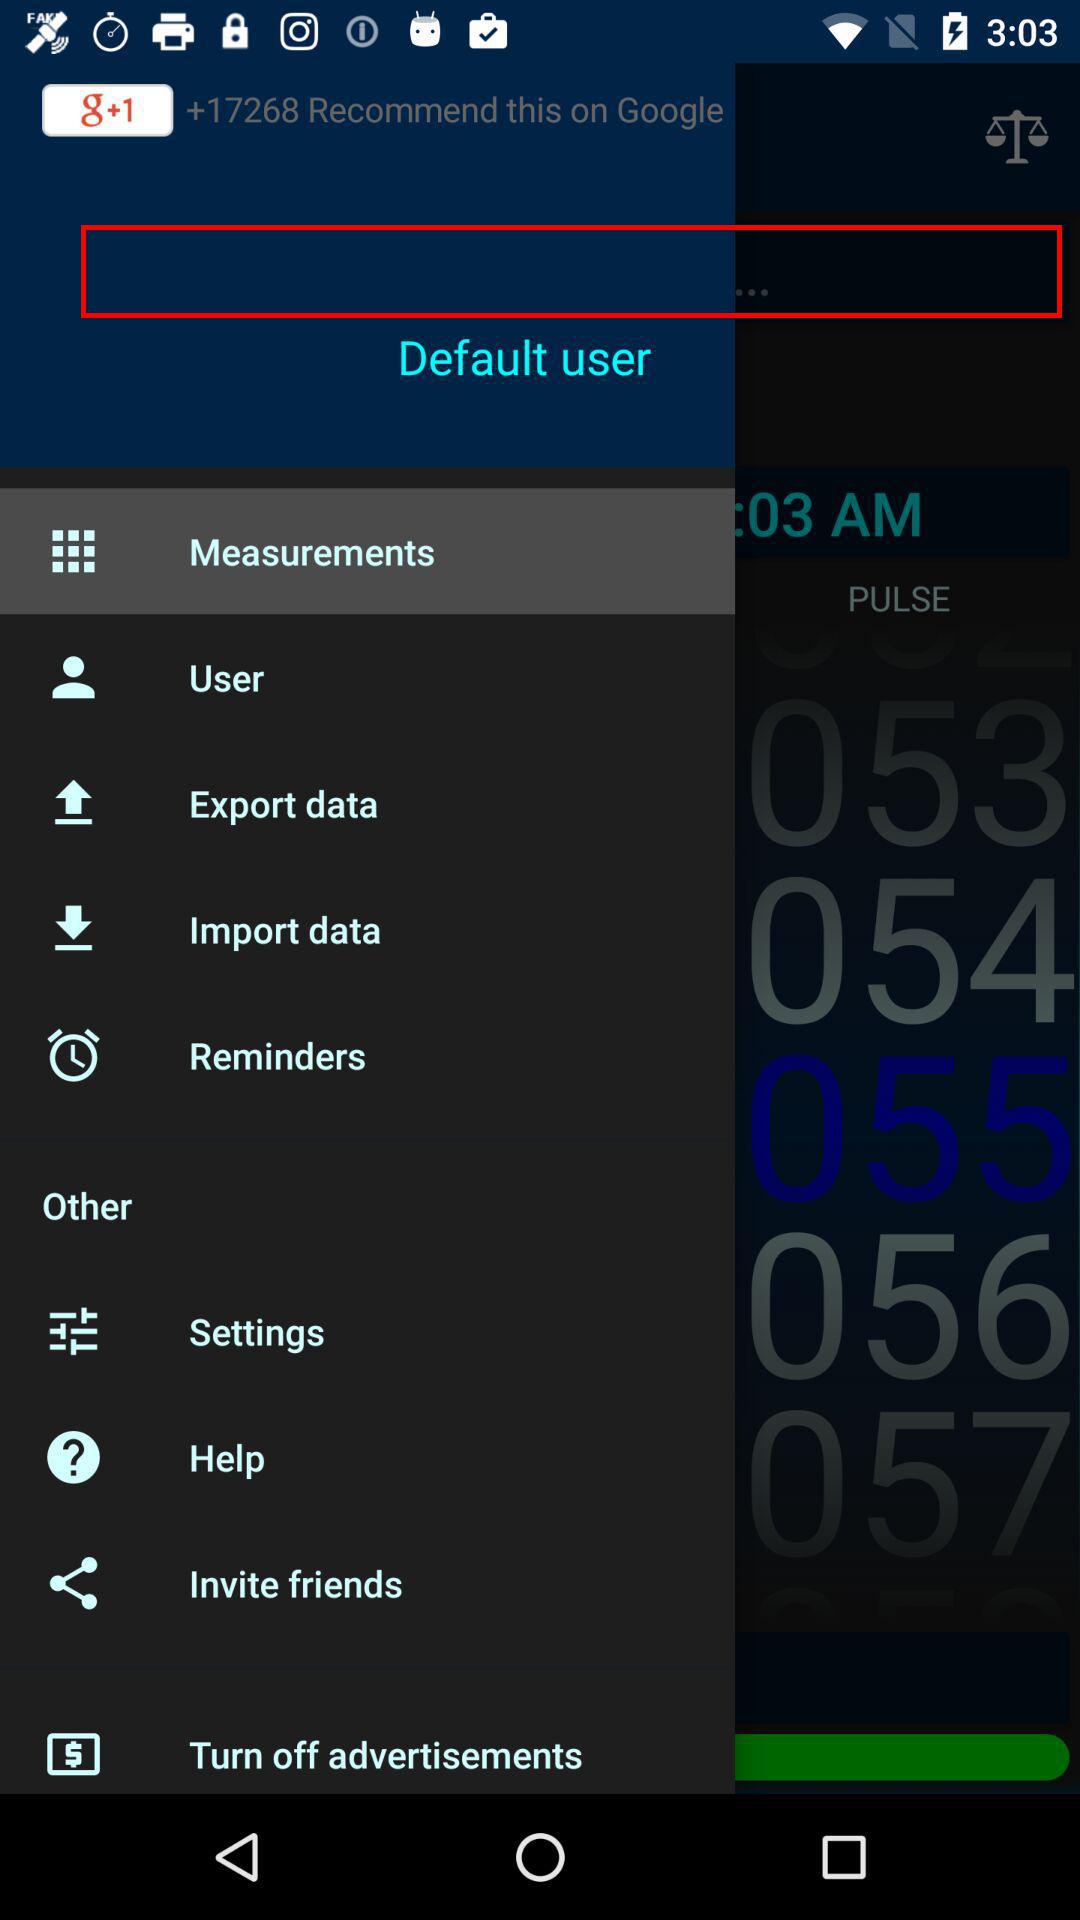 FAKE
3:03
g+1 +17268 Recommend this on Google
...
Default user
:03 AM
Measurements
PULSE
User
053
Export data
054
Import data
Reminders
055
Other
056
Settings
Help
057
Invite friends
Turn off advertisements